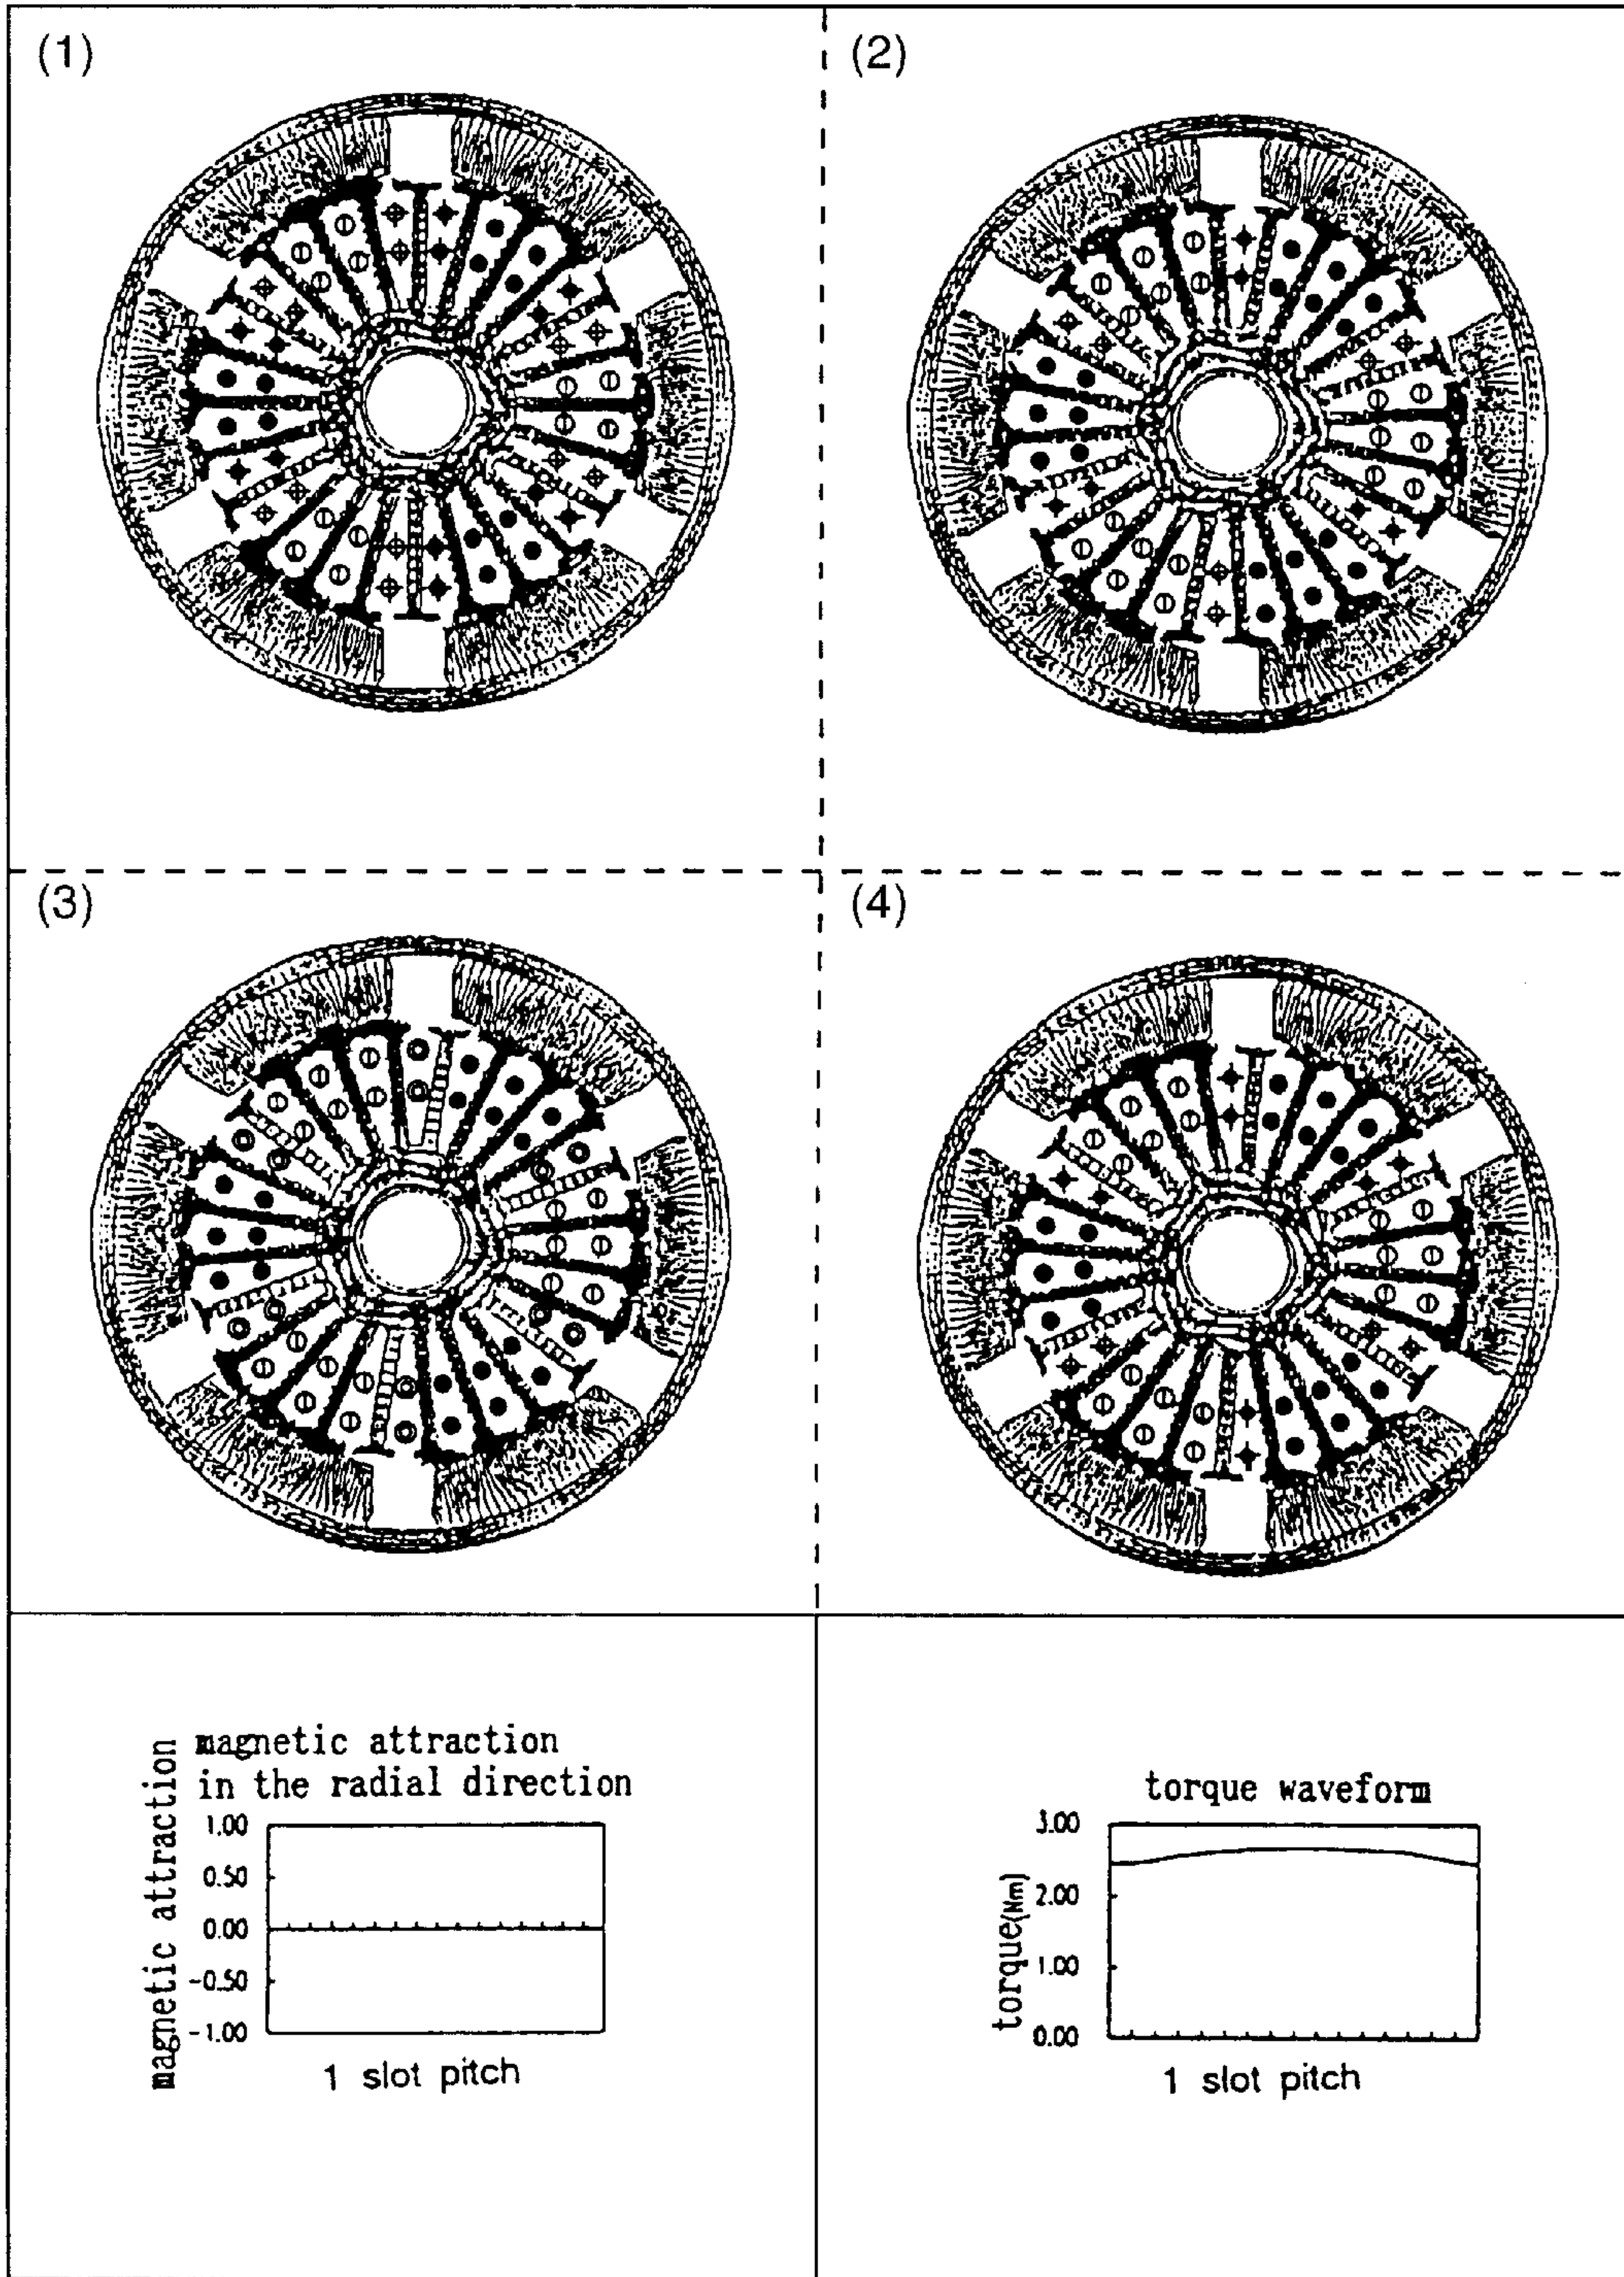 (1)
(2)
(3)
(4)
magnetic attraction
in the radial direction
magnetic attraction
1.00
0.50
0.00
-0.50
-1.00
1 slot pitch
torque waveform
torque(Nm)
3.00
2.00
1.00
0.00
1 slot pitch